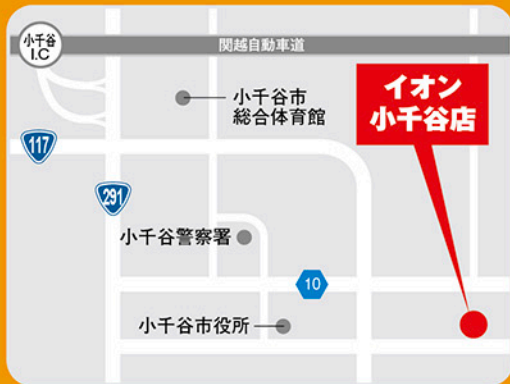 小千谷
I.C
関越自動車道
小千谷市
総合体育館
イオン
小千谷店
117
291
小千谷警察署
10
小千谷市役所